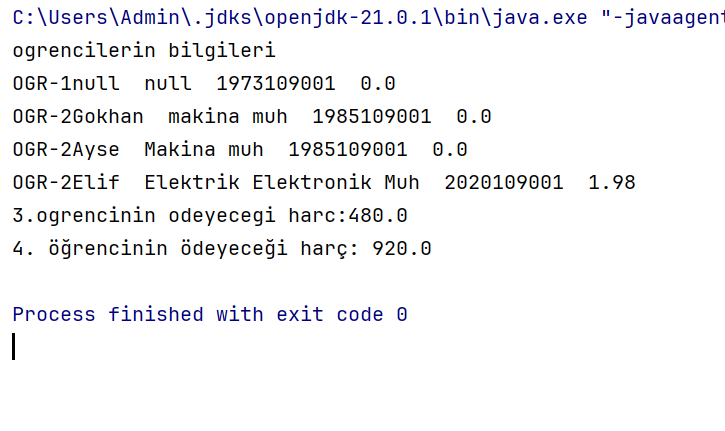 C:\Users\Admin\.jdks\openjdk-21.0.1\bin\java.exe "-javaagent
ogrencilerin bilgileri
OGR-1null  null  1973109001  0.0
OGR-2Gokhan  makina muh  1985109001  0.0
OGR-2Ayse  Makina muh  1985109001  0.0
OGR-2Elif  Elektrik Elektronik Muh  2020109001  1.98
3.ogrencinin odeyecegi harc:480.0
4. öğrencinin ödeyeceği harç: 920.0
Process finished with exit code 0